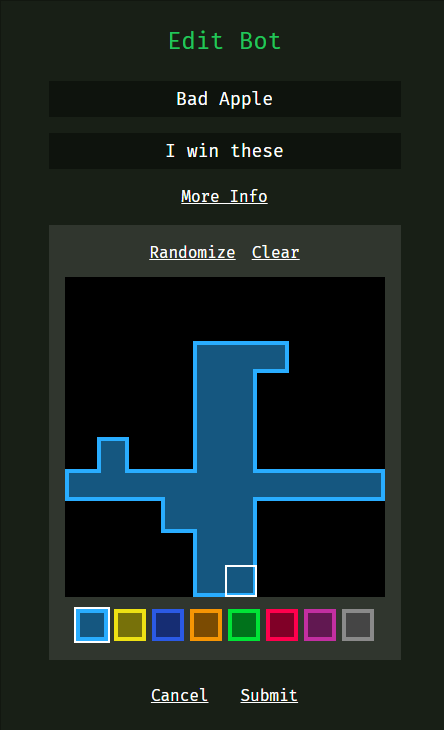 Edit Bot
Bad Apple
I win these
More Info
Randomize Clear
Cancel Submit